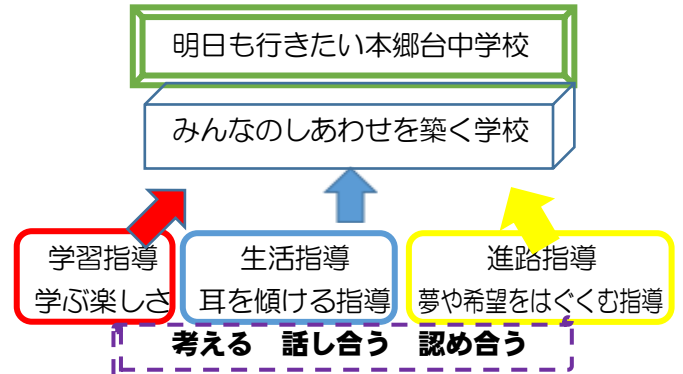 明日も行きたい本郷台中学校
みんなのしあわせを築く学校
学習指導
学ぶ楽しさ
生活指導
耳を傾ける指導
進路指導
夢や希望をはぐくむ指導
考える　話し合う　認め合う